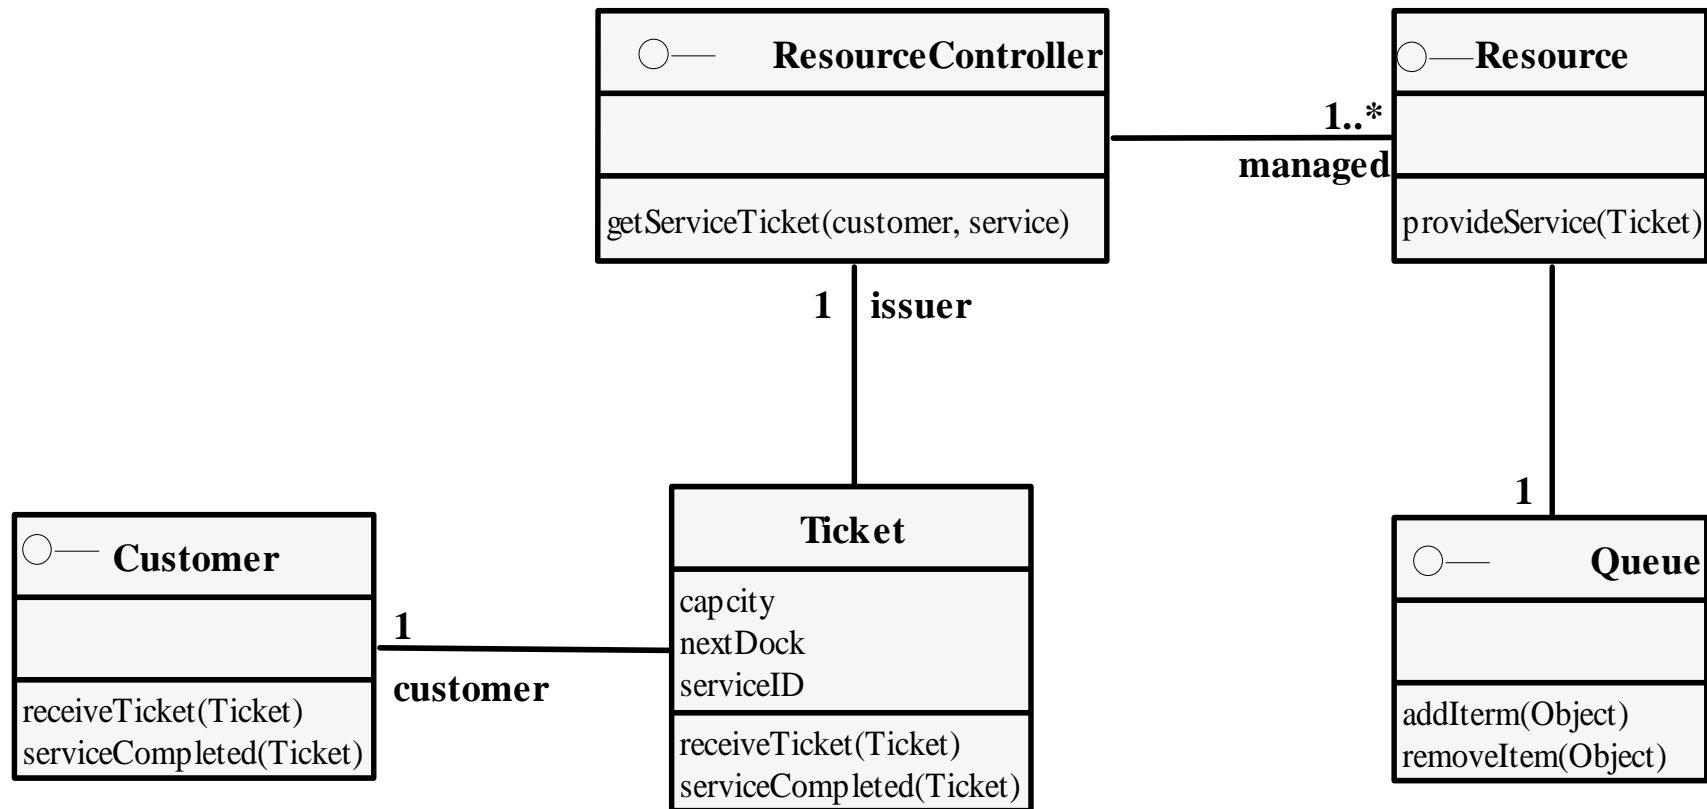 ResourceController
getServiceTicket(customer, service)
1..*
managed
Resource
provideService(Ticket)
1 issuer
1
Customer
receiveTicket(Ticket)
serviceCompleted(Ticket)
1
customer
Ticket
capcity
nextDock
serviceID
receiveTicket(Ticket)
serviceCompleted(Ticket)
Queue
addIterm(Object)
removeItem(Object)